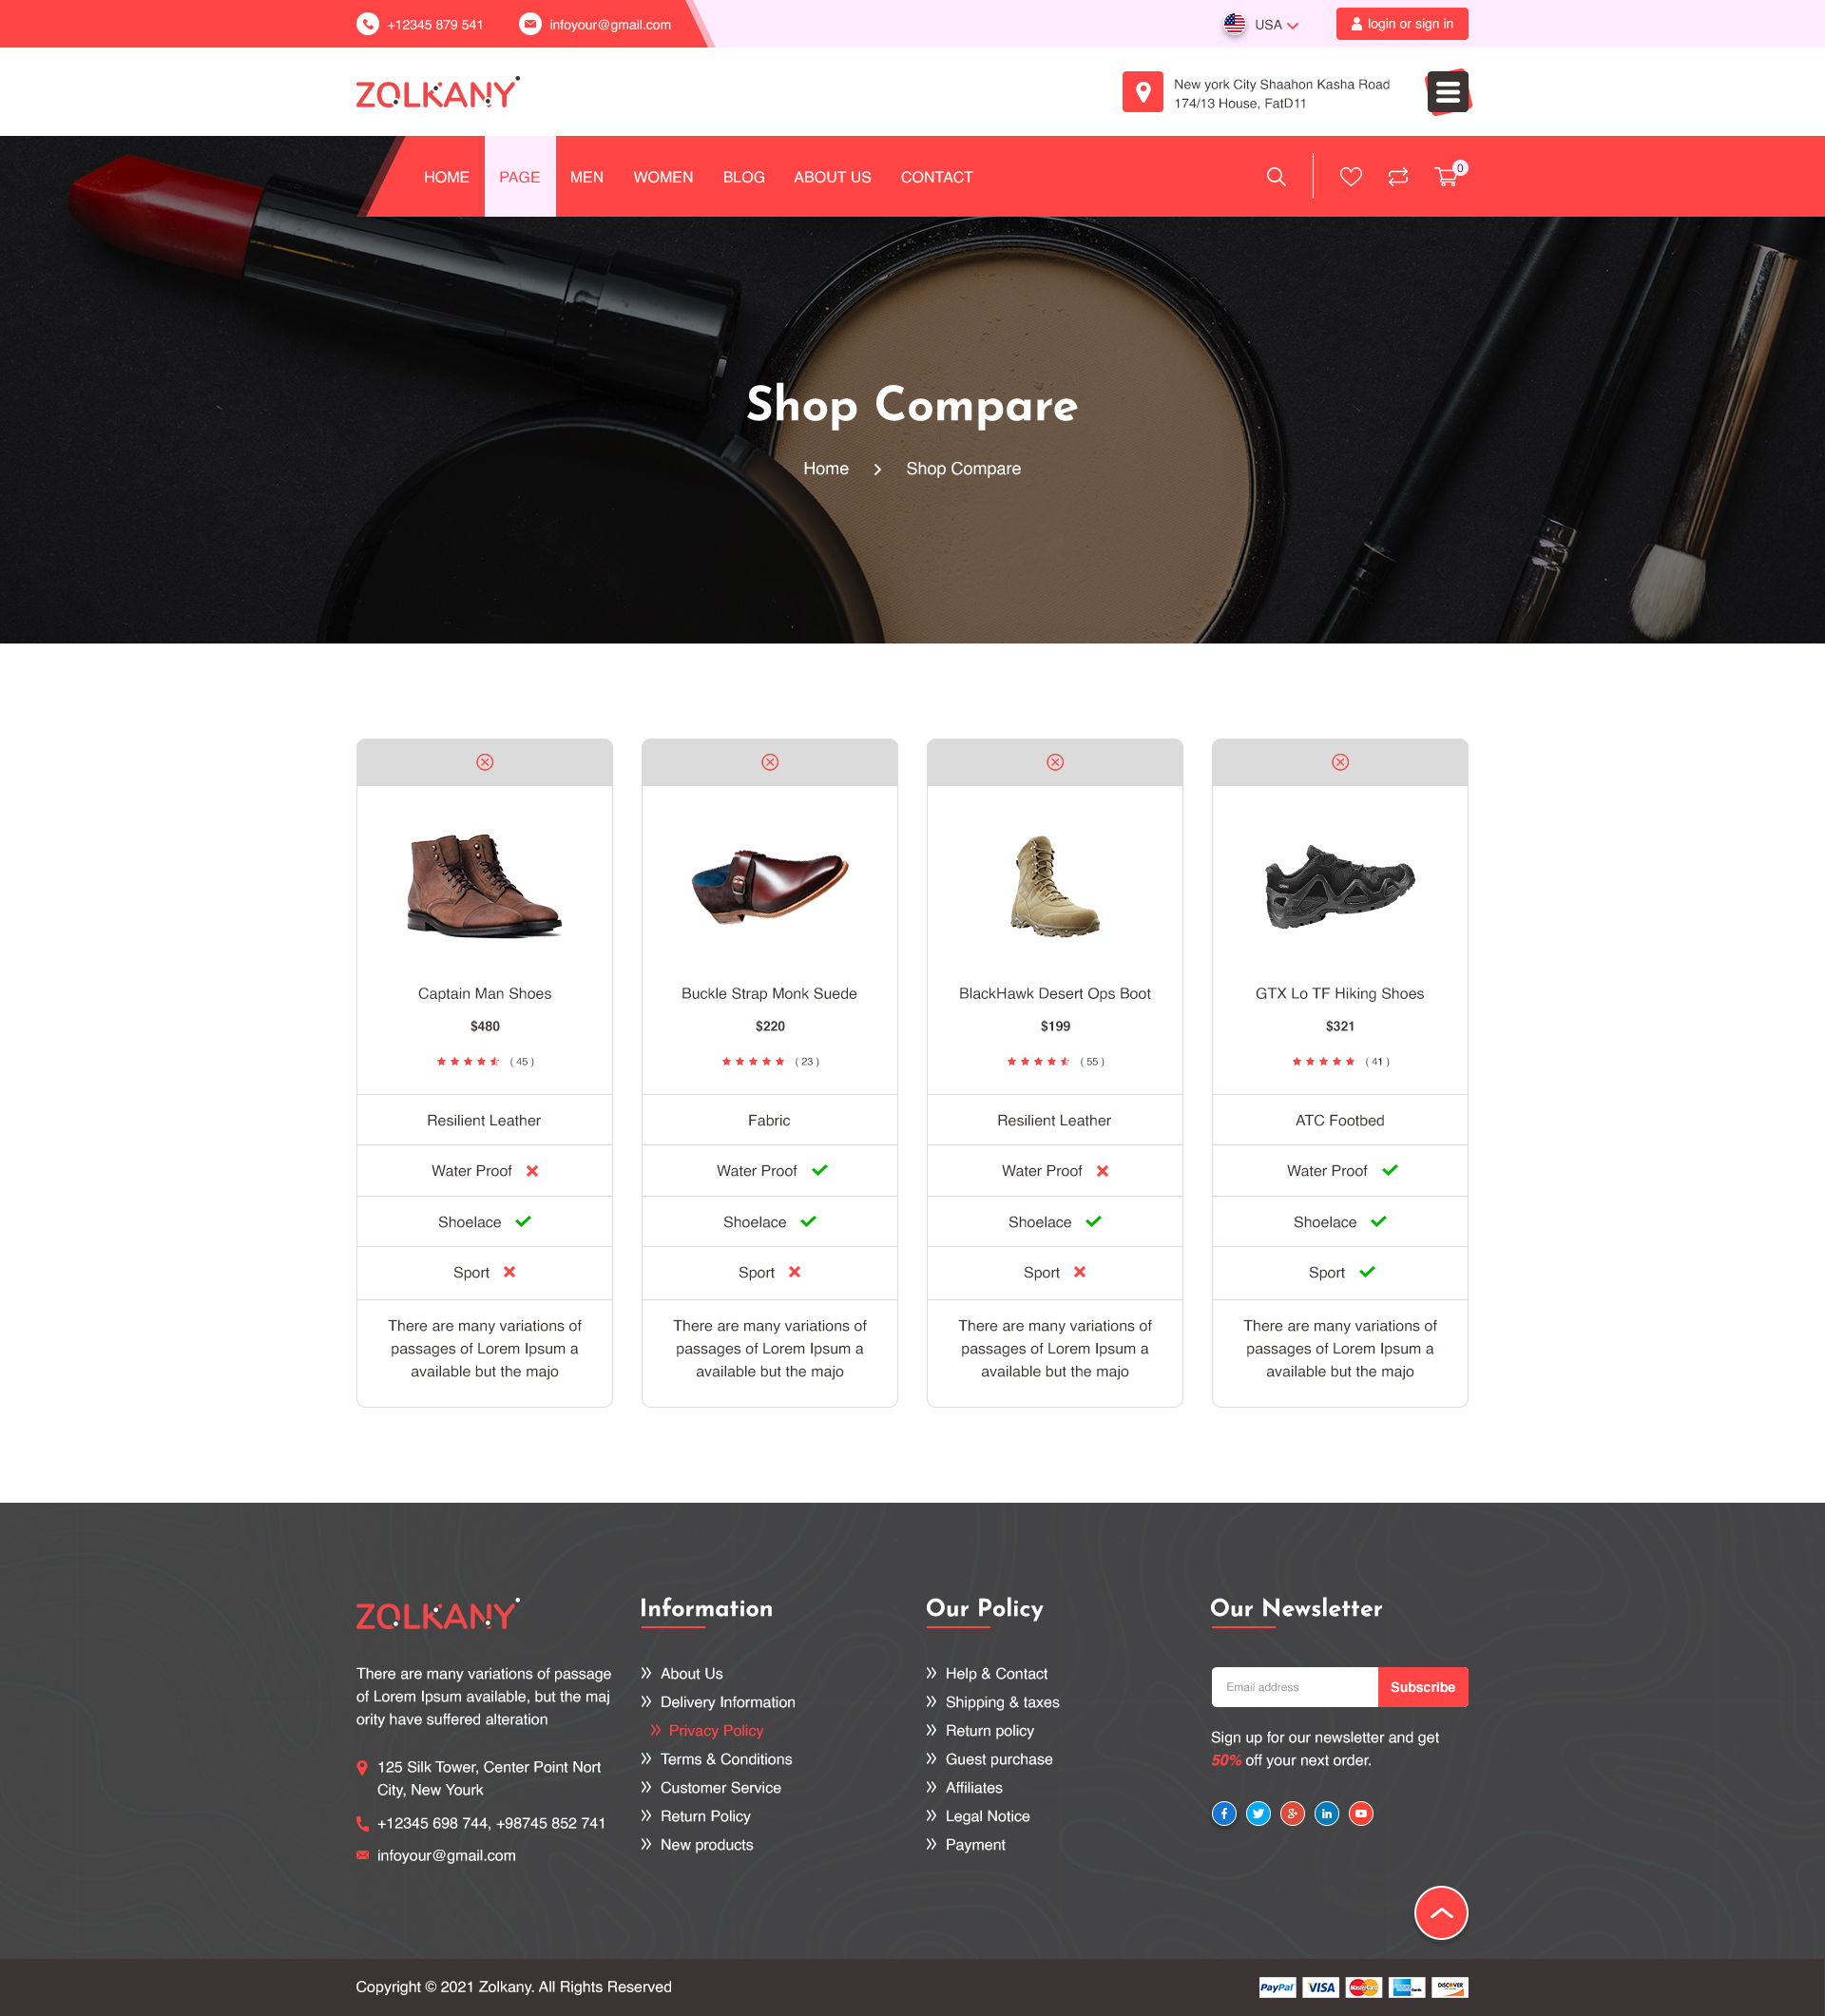 +12345 879 541
infoyour@gmail.com
USA
login or sign in
ZOLKANY
New york City Shaahon Kasha Road
174/13 House, FatD11
HOME
PAGE
MEN
WOMEN
BLOG
ABOUT US
CONTACT
0
Shop Compare
Home
Shop Compare
Captain Man Shoes
$480
( 45 )
Resilient Leather
Water Proof
Shoelace
Sport
There are many variations of
passages of Lorem Ipsum a
available but the majo
Buckle Strap Monk Suede
$220
( 23 )
Fabric
Water Proof
Shoelace
Sport
There are many variations of
passages of Lorem Ipsum a
available but the majo
BlackHawk Desert Ops Boot
$199
( 55 )
Resilient Leather
Water Proof
Shoelace
Sport
There are many variations of
passages of Lorem Ipsum a
available but the majo
GTX Lo TF Hiking Shoes
$321
( 41 )
ATC Footbed
Water Proof
Shoelace
Sport
There are many variations of
passages of Lorem Ipsum a
available but the majo
ZOLKANY
There are many variations of passage
of Lorem Ipsum available, but the maj
ority have suffered alteration
125 Silk Tower, Center Point Nort
City, New Yourk
+12345 698 744, +98745 852 741
infoyour@gmail.com
Information
About Us
Delivery Information
Privacy Policy
Terms & Conditions
Customer Service
Return Policy
New products
Our Policy
Help & Contact
Shipping & taxes
Return policy
Guest purchase
Affiliates
Legal Notice
Payment
Our Newsletter
Email address
Subscribe
Sign up for our newsletter and get
50% off your next order.
Copyright © 2021 Zolkany. All Rights Reserved
PayPal
VISA
MasterCard
DISCOVER